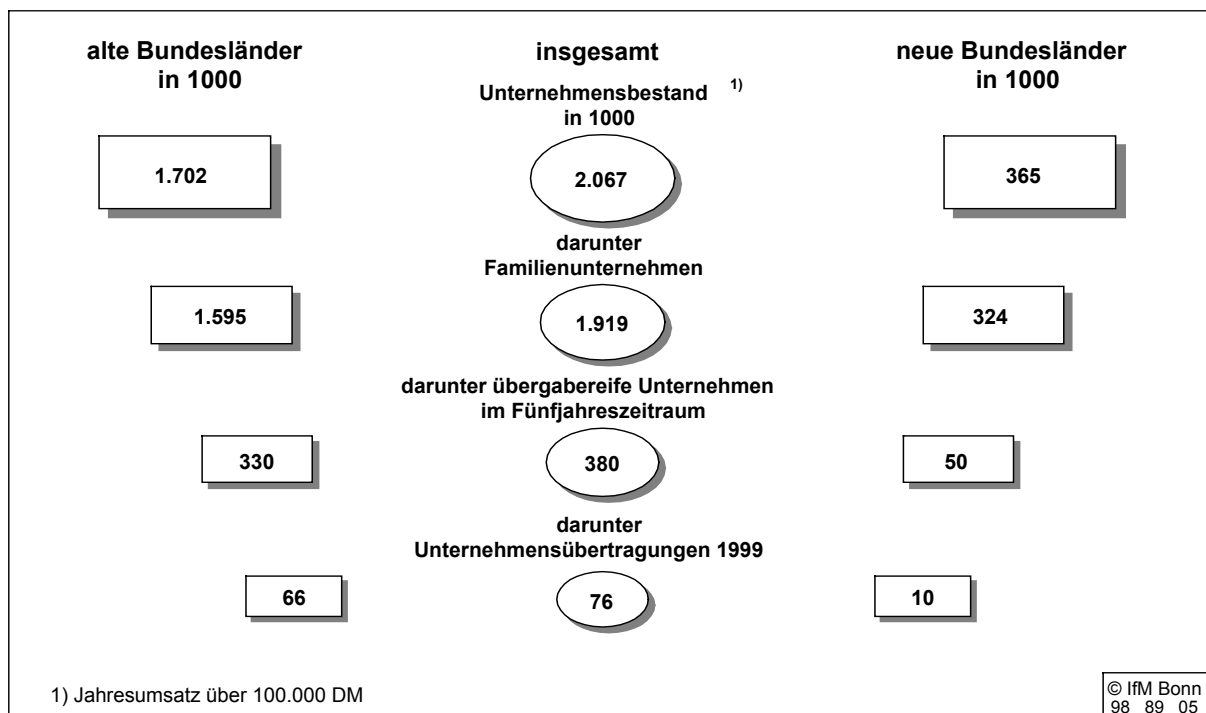 alte Bundesländer
in 1000
insgesamt
neue Bundesländer
in 1000
Unternehmensbestand 1)
in 1000
1.702
2.067
365
darunter
Familienunternehmen
1.595
1.919
324
darunter übergabereife Unternehmen
im Fünfjahreszeitraum
330
380
50
darunter
Unternehmensübertragungen 1999
66
76
10
1) Jahresumsatz über 100.000 DM
© IfM Bonn
98 89 05